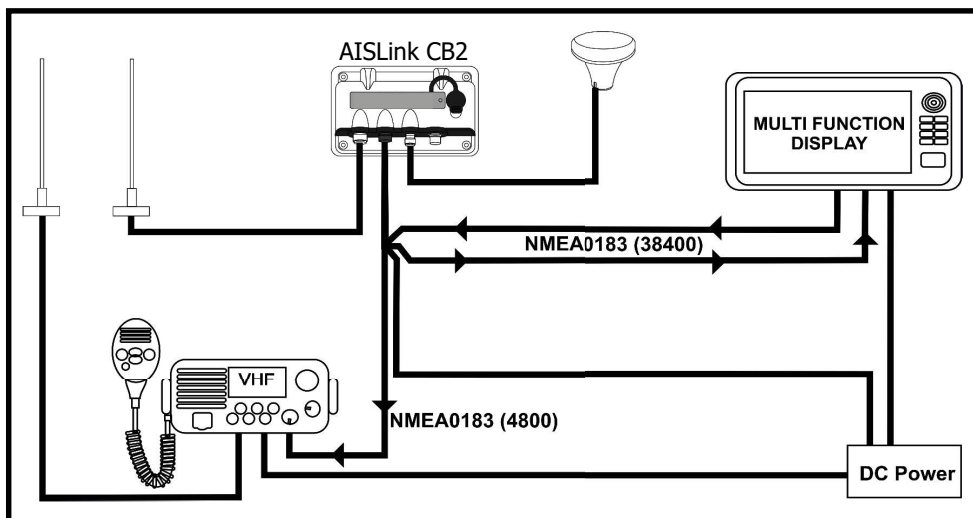 AISLink CB2
MULTI FUNCTION
DISPLAY
NMEA0183 (38400)
VHF
NMEA0183 (4800)
DC Power